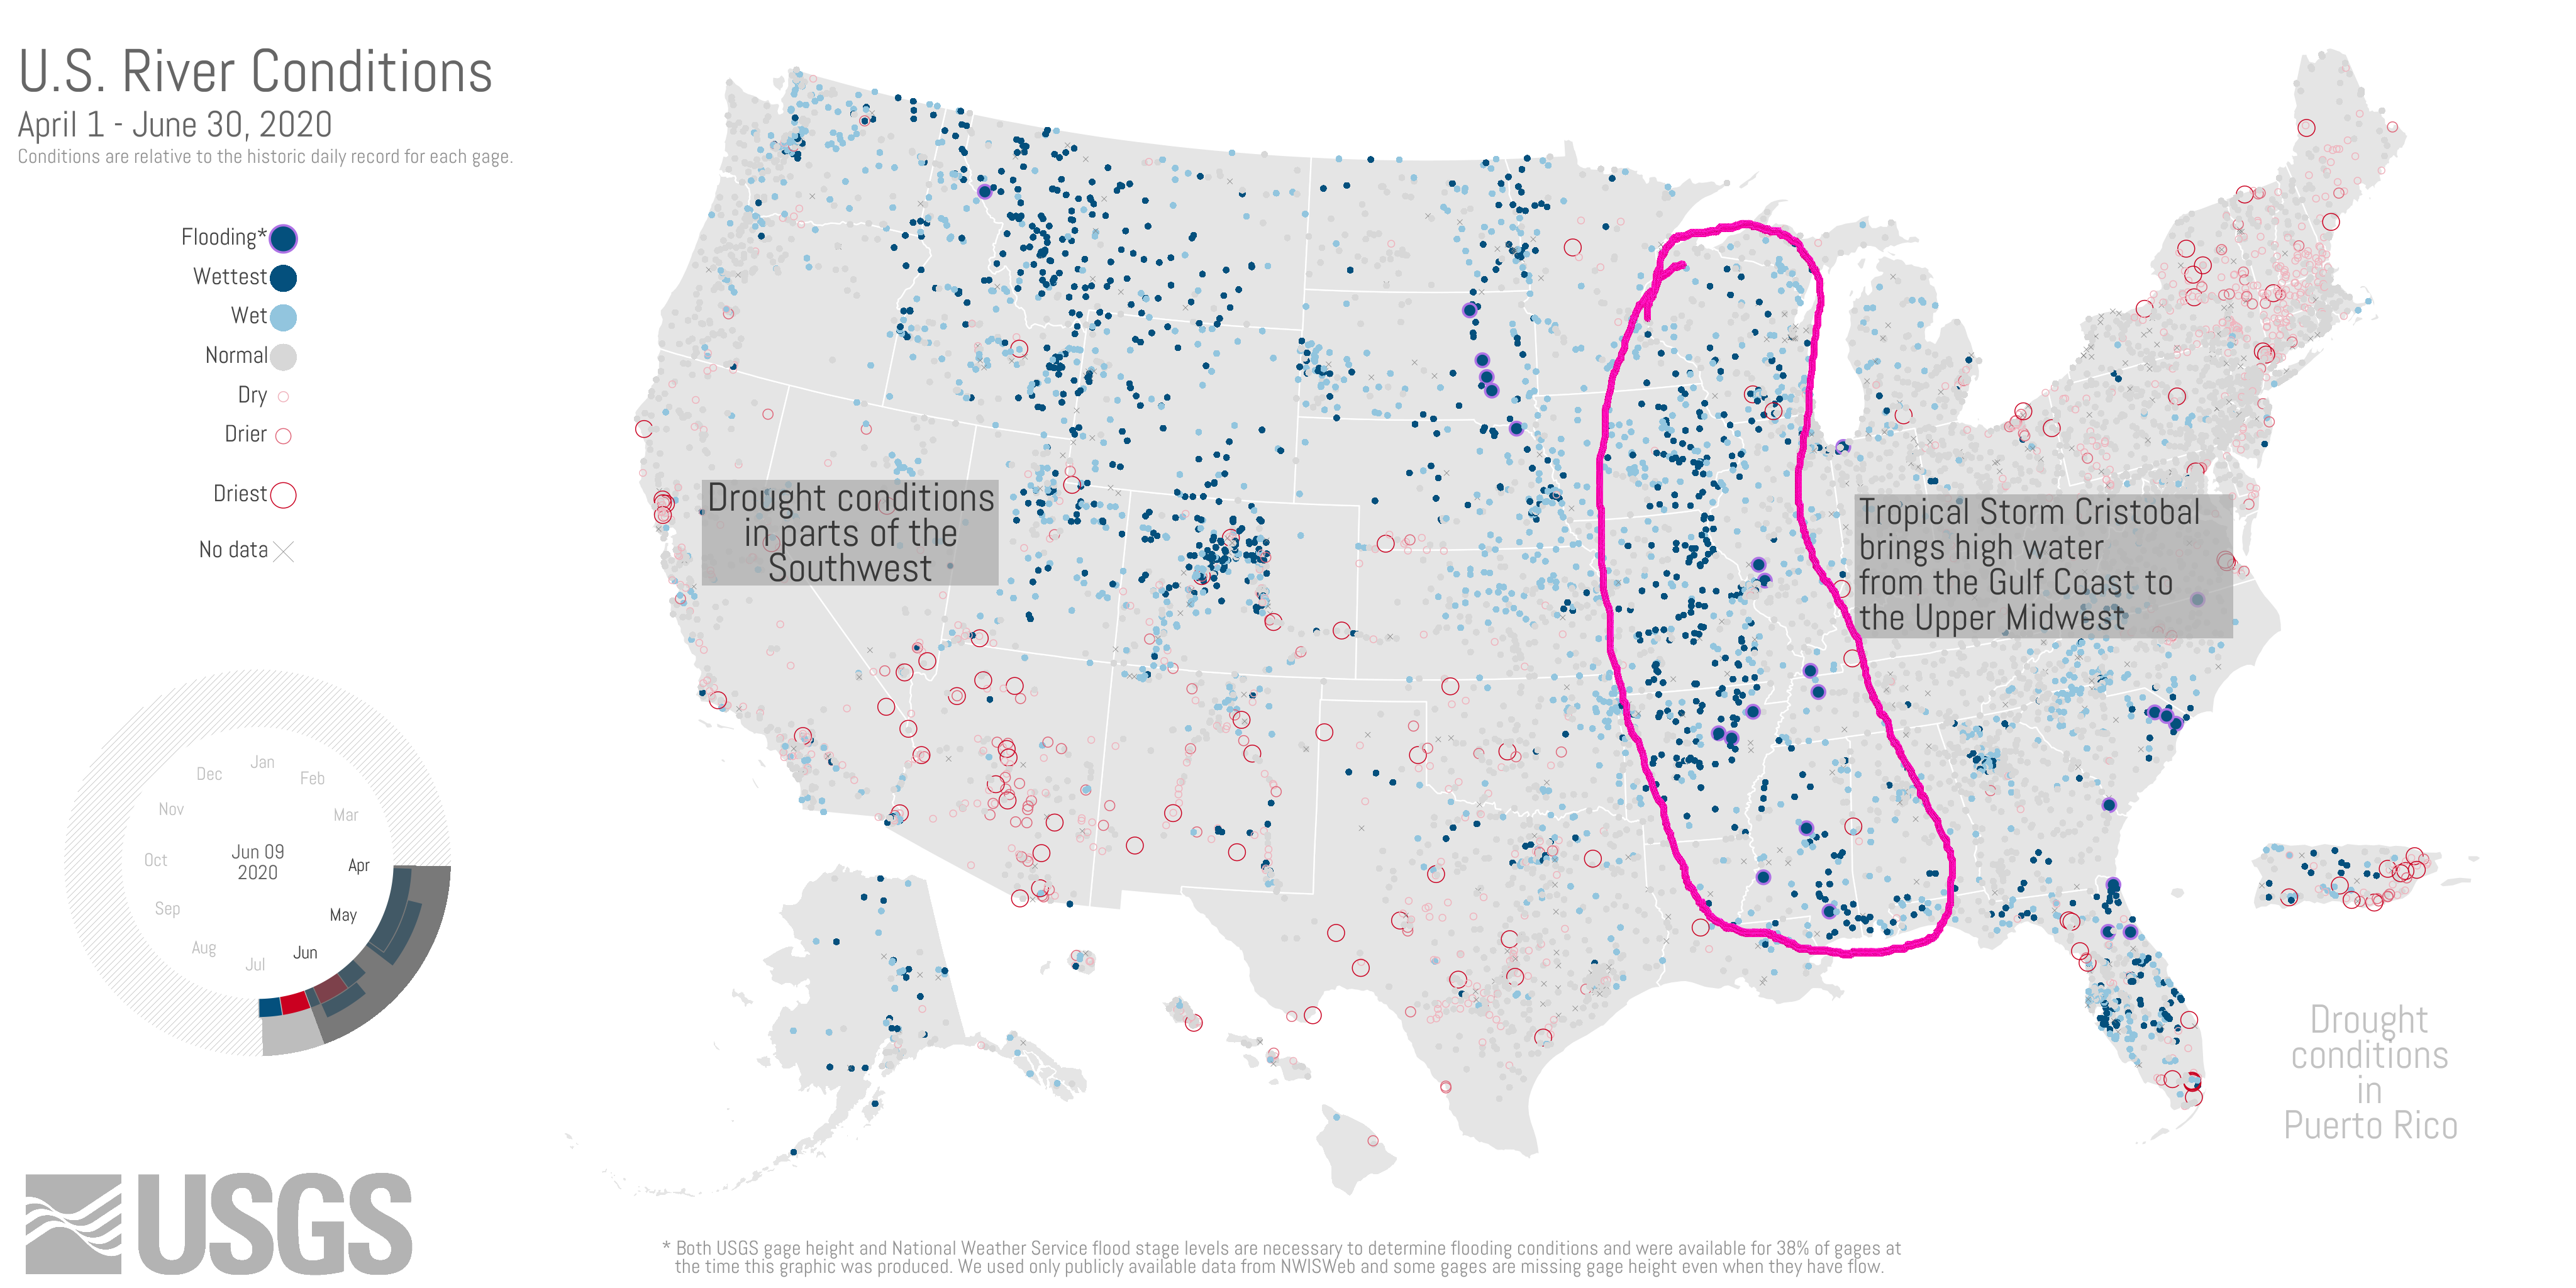 U.S. River Conditions
April 1 - June 30, 2020
Conditions are relative to the historic daily record for each gage.
Flooding*
Wettest
Wet
Normal
Dry
Drier
Driest
No data
Drought conditions
in parts of the
Southwest
Tropical Storm Cristobal
brings high water
from the Gulf Coast to
the Upper Midwest
Jan
Feb
Mar
Apr
May
Jun
Jul
Aug
Sep
Oct
Nov
Dec
Jun 09
2020
Drought
conditions
in
Puerto Rico
USGS
* Both USGS gage height and National Weather Service flood stage levels are necessary to determine flooding conditions and were available for 38% of gages at
the time this graphic was produced. We used only publicly available data from NWISWeb and some gages are missing gage height even when they have flow.